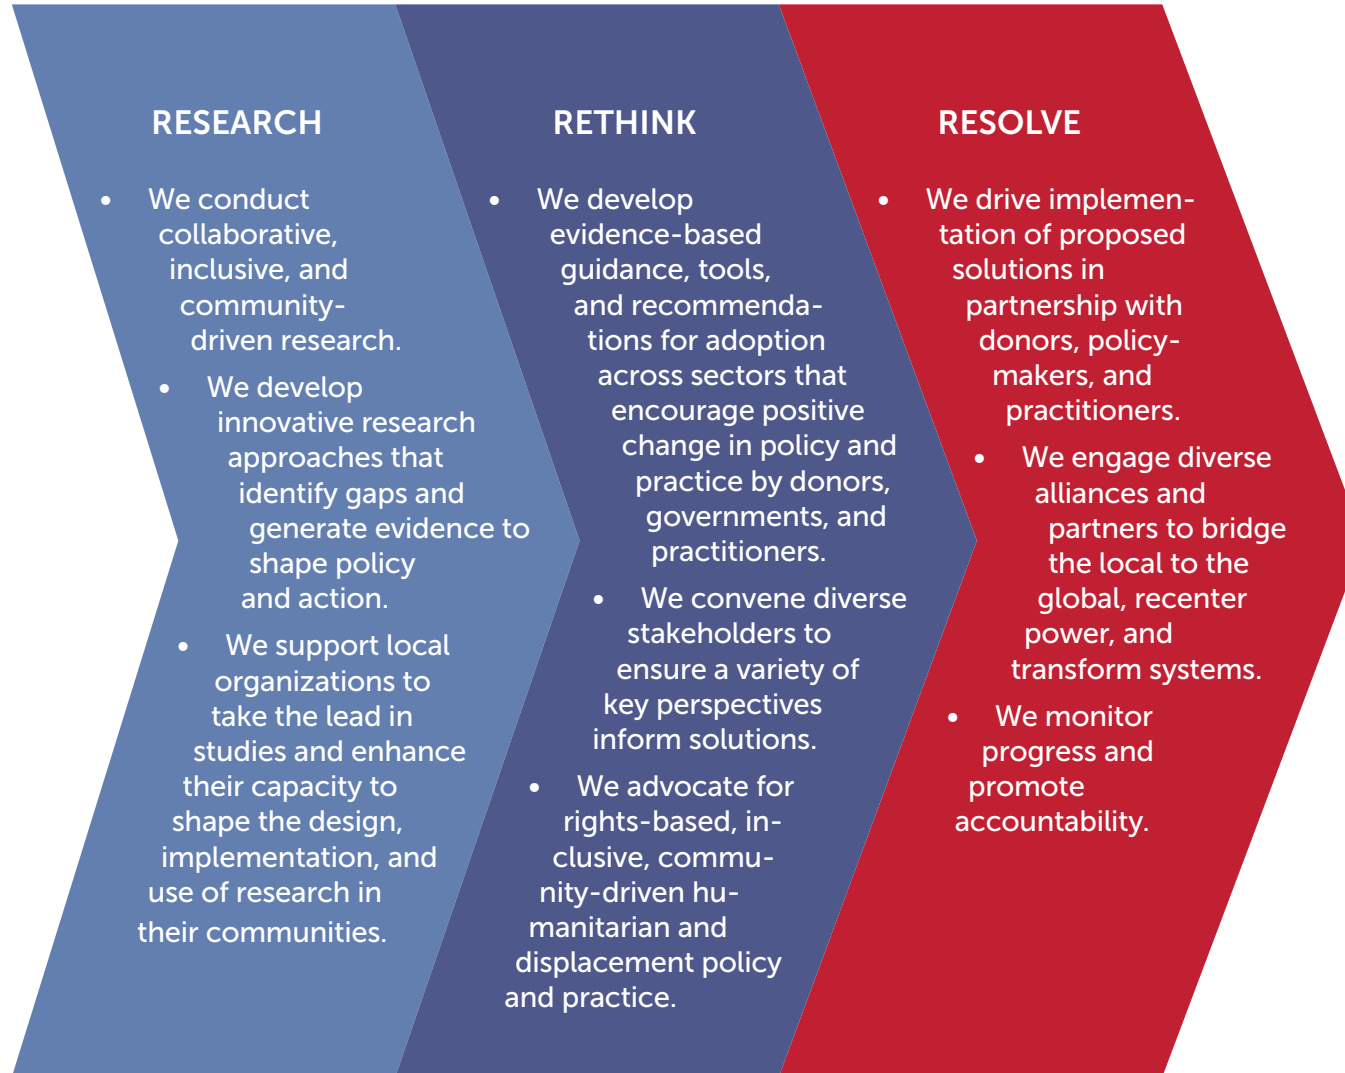 RESEARCH
• We conduct
collaborative,
inclusive, and
community-
driven research.
• We develop
innovative research
approaches that
identify gaps and
generate evidence to
shape policy
and action.
• We support local
organizations to
take the lead in
studies and enhance
their capacity to
shape the design,
implementation, and
use of research in
their communities.
RETHINK
• We develop
evidence-based
guidance, tools,
and recommenda-
tions for adoption
across sectors that
encourage positive
change in policy and
practice by donors,
governments, and
practitioners.
• We convene diverse
stakeholders to
ensure a variety of
key perspectives
inform solutions.
• We advocate for
rights-based, in-
clusive, commu-
nity-driven hu-
manitarian and
displacement policy
and practice.
RESOLVE
• We drive implemen-
tation of proposed
solutions in
partnership with
donors, policy-
makers, and
practitioners.
• We engage diverse
alliances and
partners to bridge
the local to the
global, recenter
power, and
transform systems.
• We monitor
progress and
promote
accountability.